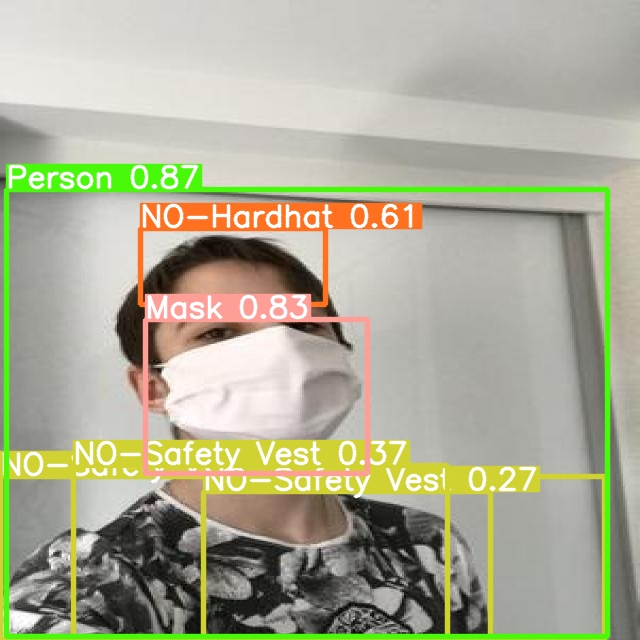 Person 0.87
NO-Hardhat 0.61
Mask 0.83
NO-Safety Vest 0.37
NO-
NO-Safety Vest 0.27